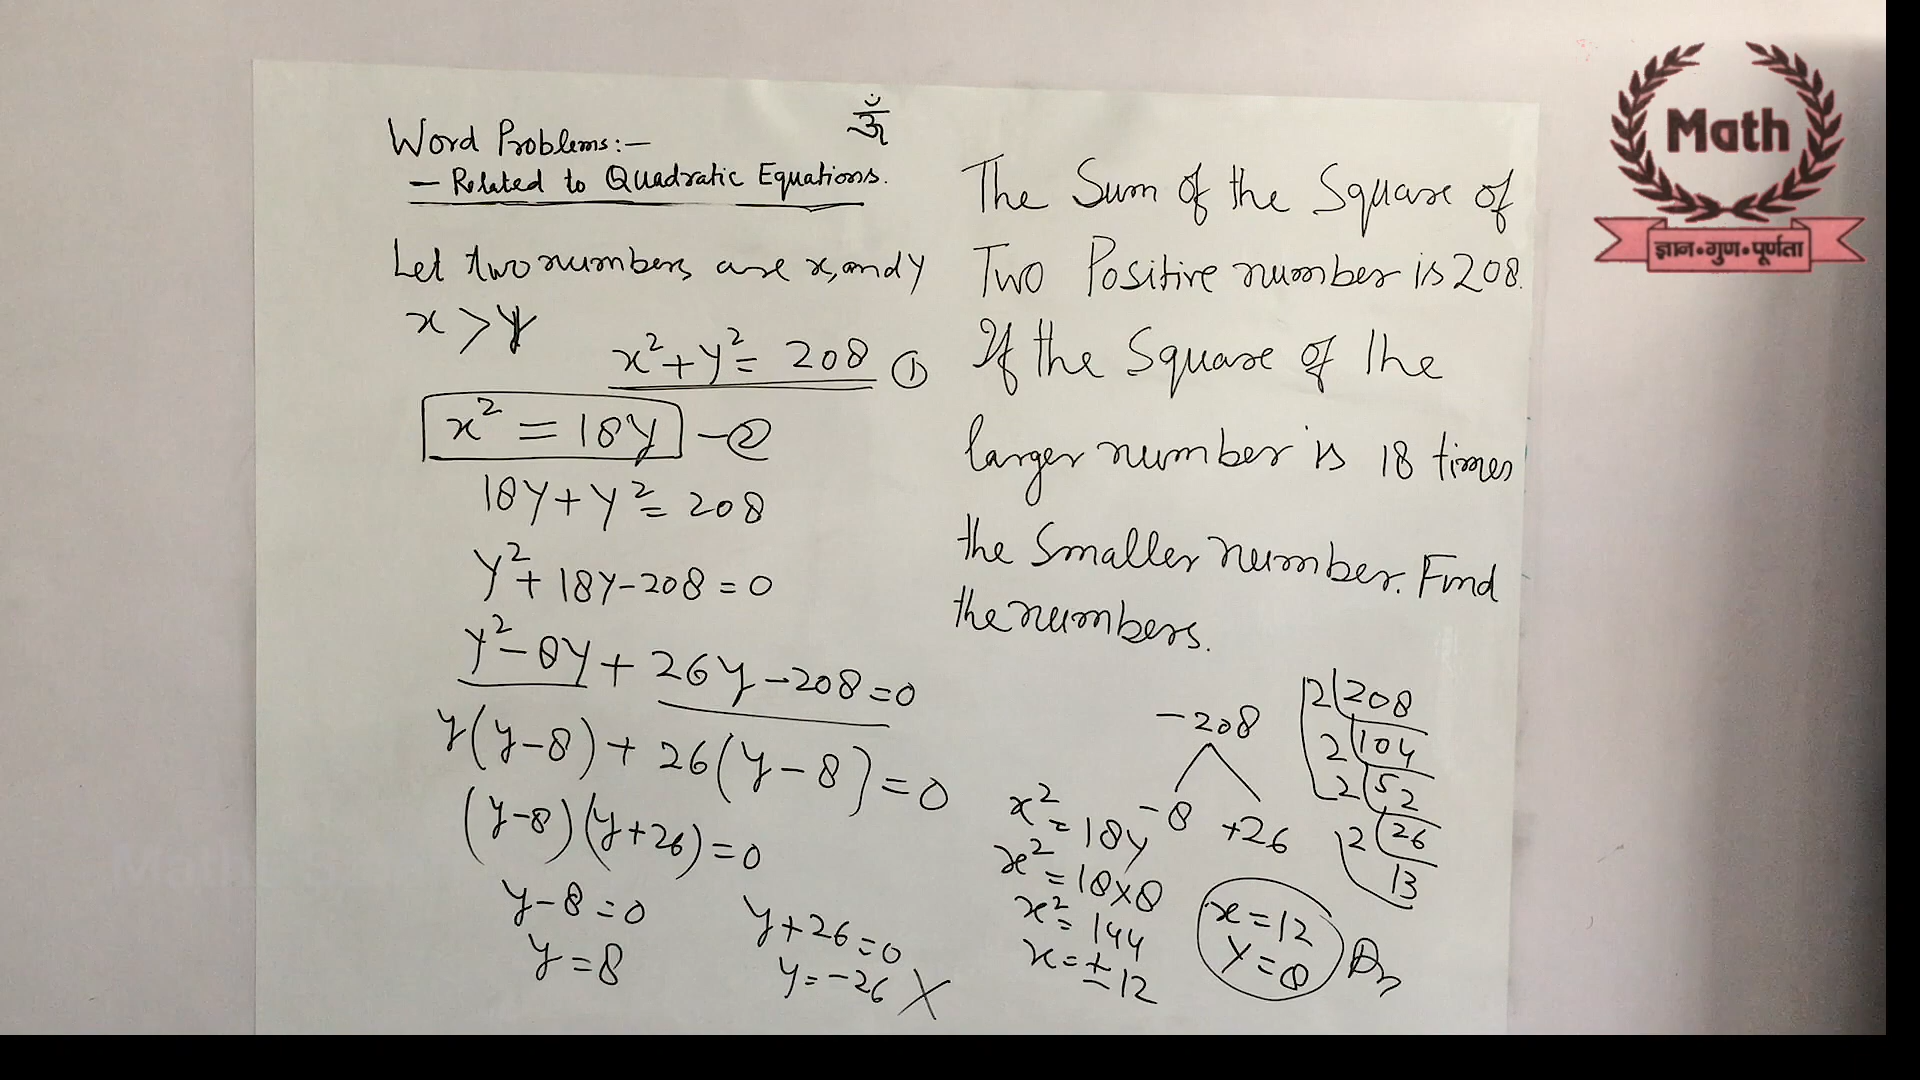 ॐ
Word Problems:-
- Related to Quadratic Equations.
Let two numbers are x, and y
x > y
x² + y² = 208 ①
x² = 18y - ②
18y + y² = 208
y² + 18y - 208 = 0
y² - 8y + 26y - 208 = 0
y(y-8) + 26(y-8) = 0
(y-8)(y+26) = 0
y-8 = 0
y = 8
y+26 = 0
y = -26 X
The Sum of the Square of
Two Positive number is 208.
If the Square of the
larger number is 18 times
the Smaller number. Find
the numbers.
-208
-8 +26
2 208
2 104
2 52
2 26
13
x² = 18y
x² = 18×8
x² = 144
x = ± 12
x = 12
y = 8
Math
ज्ञान•गुण•पूर्णता